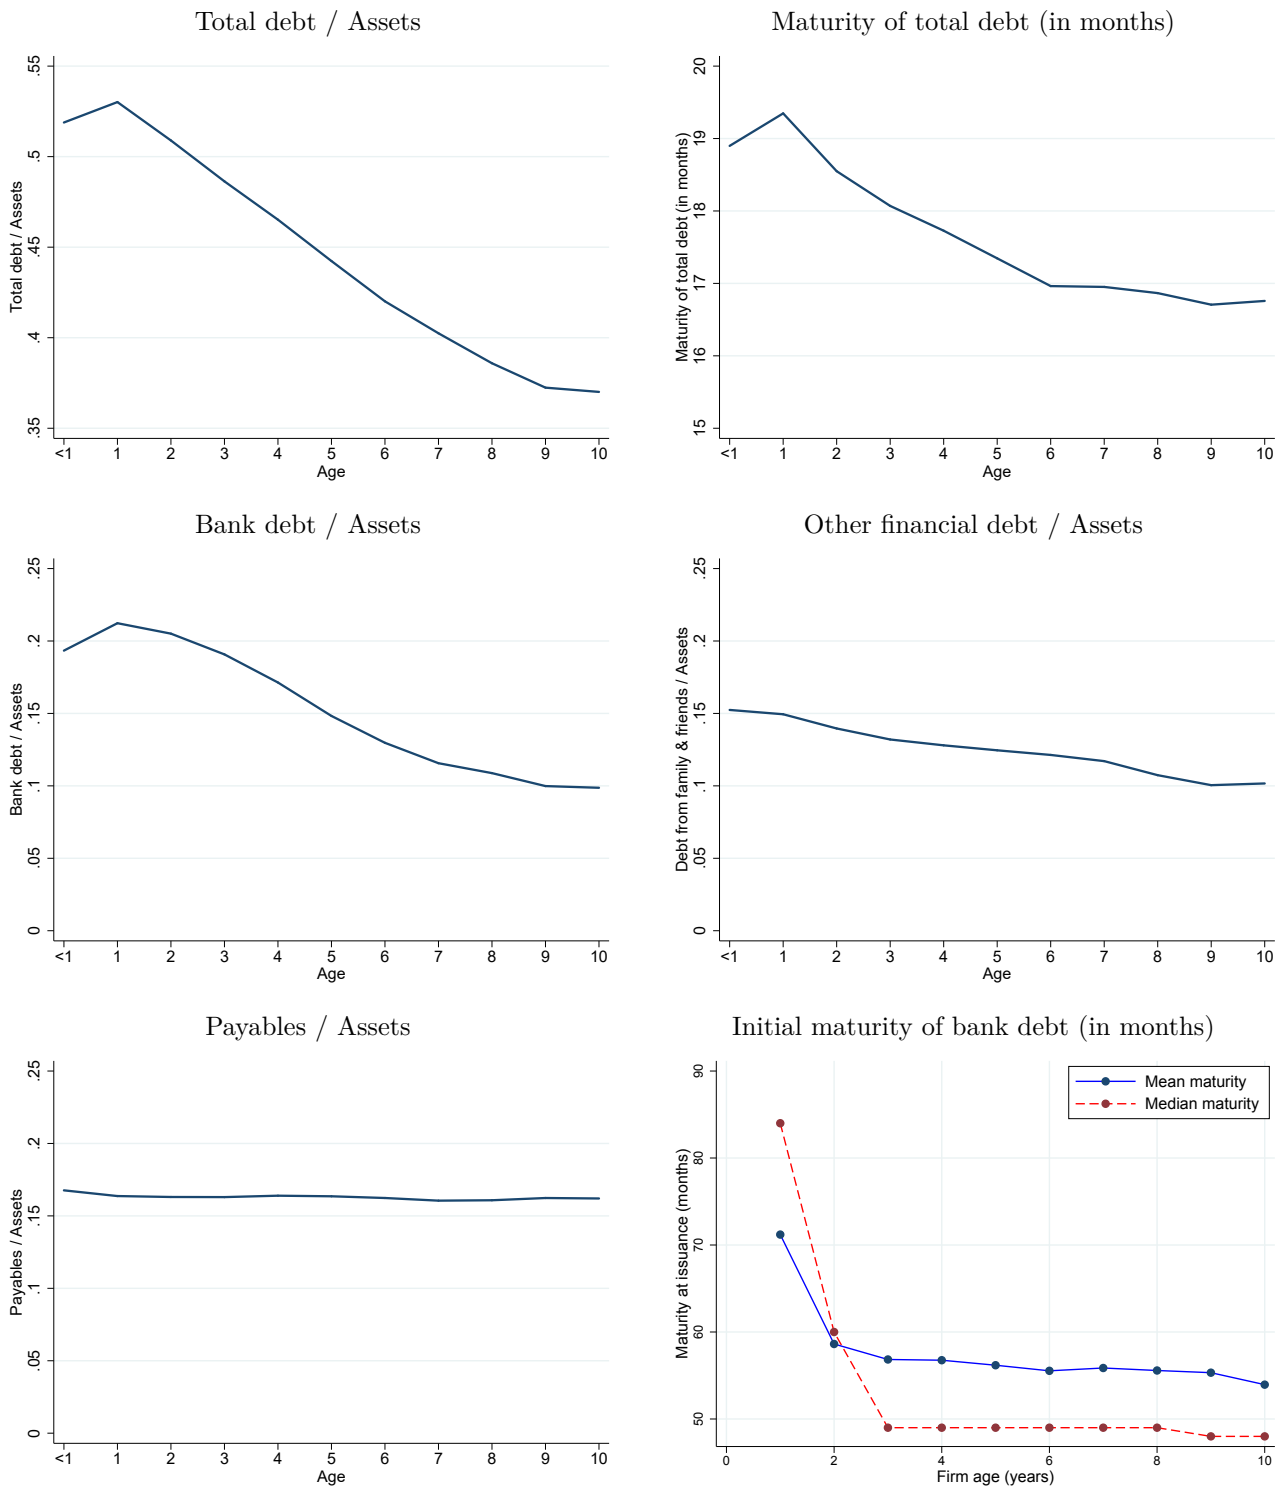 Total debt / Assets
Total debt / Assets
.55
.5
.45
.4
.35
<1 1 2 3 4 5 6 7 8 9 10
Age
Maturity of total debt (in months)
Maturity of total debt (in months)
20
19
18
17
16
15
<1 1 2 3 4 5 6 7 8 9 10
Age
Bank debt / Assets
Bank debt / Assets
.25
.2
.15
.1
.05
0
<1 1 2 3 4 5 6 7 8 9 10
Age
Other financial debt / Assets
Debt from family & friends / Assets
.25
.2
.15
.1
.05
0
<1 1 2 3 4 5 6 7 8 9 10
Age
Payables / Assets
Payables / Assets
.25
.2
.15
.1
.05
0
<1 1 2 3 4 5 6 7 8 9 10
Age
Initial maturity of bank debt (in months)
Maturity at issuance (months)
90
80
70
60
50
Mean maturity
Median maturity
0 2 4 6 8 10
Firm age (years)